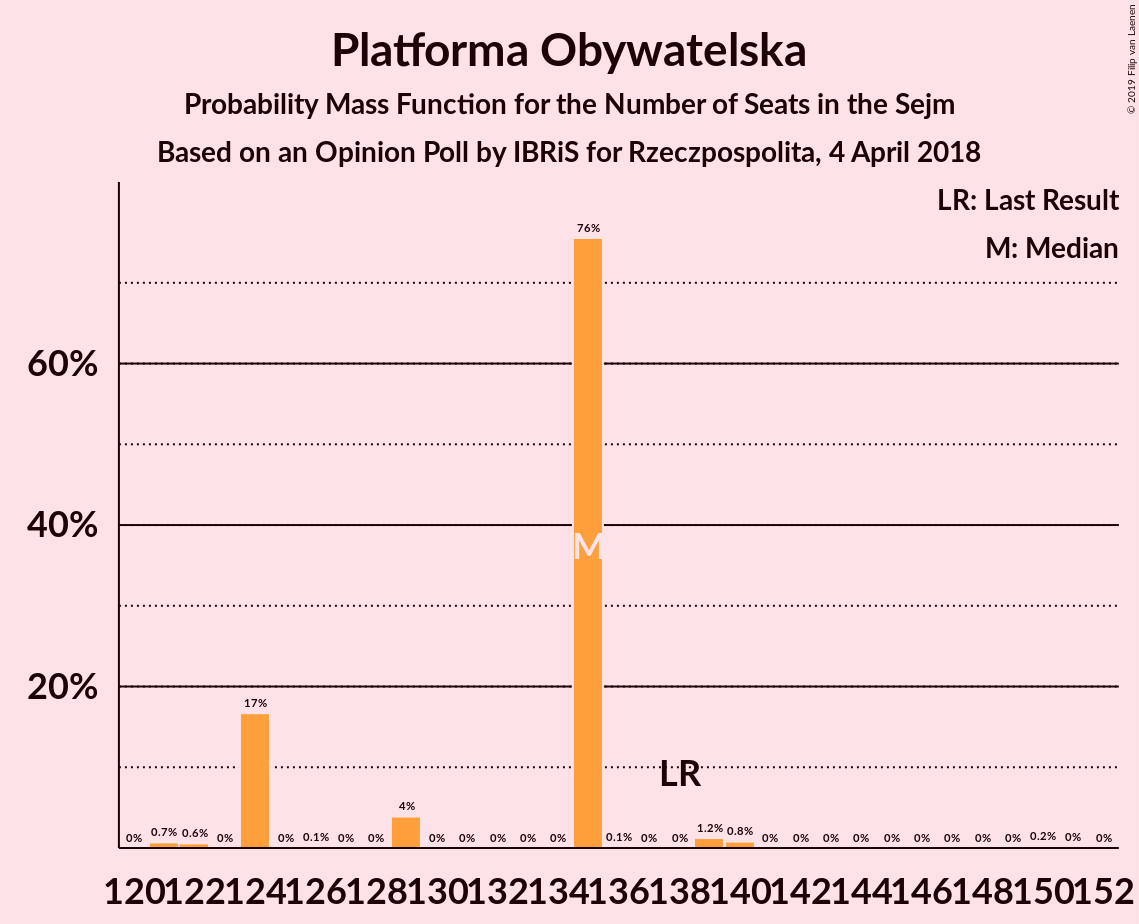 Platforma Obywatelska
Probability Mass Function for the Number of Seats in the Sejm
Based on an Opinion Poll by IBRiS for Rzeczpospolita, 4 April 2018
© 2019 Filip van Laenen
LR: Last Result
M: Median
60%
40%
20%
0% 0.7% 0.6% 0% 17% 0% 0.1% 0% 0% 4% 0% 0% 0% 0% 0% 76% 0.1% 0% 0% 1.2% 0.8% 0% 0% 0% 0% 0% 0% 0% 0% 0% 0.2% 0% 0%
M
LR
120 122 124 126 128 130 132 134 136 138 140 142 144 146 148 150 152